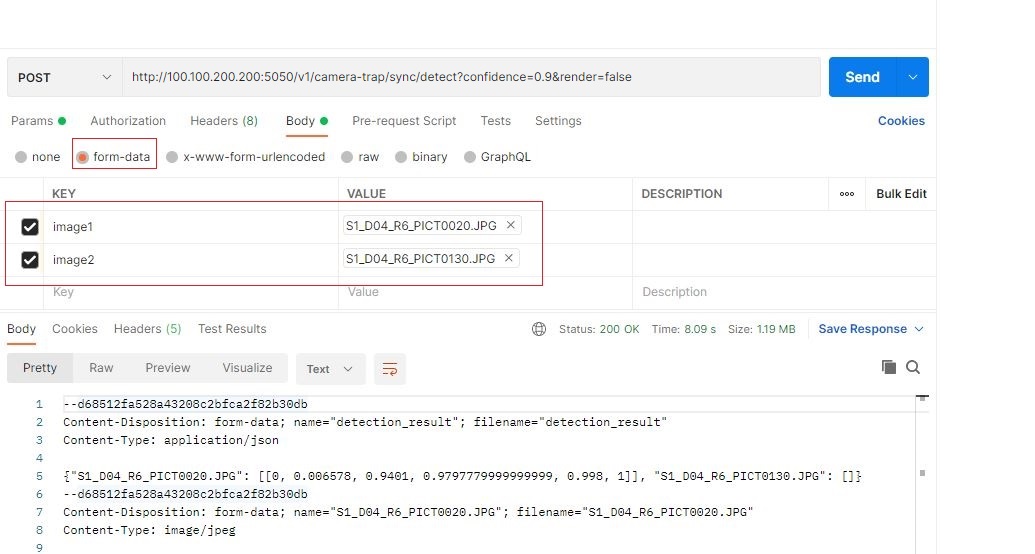 POST http://100.100.200.200:5050/v1/camera-trap/sync/detect?confidence=0.9&render=false Send
Params Authorization Headers (8) Body Pre-request Script Tests Settings Cookies
none form-data x-www-form-urlencoded raw binary GraphQL
KEY VALUE DESCRIPTION ooo Bulk Edit
image1 S1_D04_R6_PICT0020.JPG ×
image2 S1_D04_R6_PICT0130.JPG ×
Key Value Description
Body Cookies Headers (5) Test Results Status: 200 OK Time: 8.09 s Size: 1.19 MB Save Response
Pretty Raw Preview Visualize Text
1 --d68512fa528a43208c2bfca2f82b30db
2 Content-Disposition: form-data; name="detection_result"; filename="detection_result"
3 Content-Type: application/json
4
5 {"S1_D04_R6_PICT0020.JPG": [[0, 0.006578, 0.9401, 0.9797779999999999, 0.998, 1]], "S1_D04_R6_PICT0130.JPG": []}
6 --d68512fa528a43208c2bfca2f82b30db
7 Content-Disposition: form-data; name="S1_D04_R6_PICT0020.JPG"; filename="S1_D04_R6_PICT0020.JPG"
8 Content-Type: image/jpeg
9